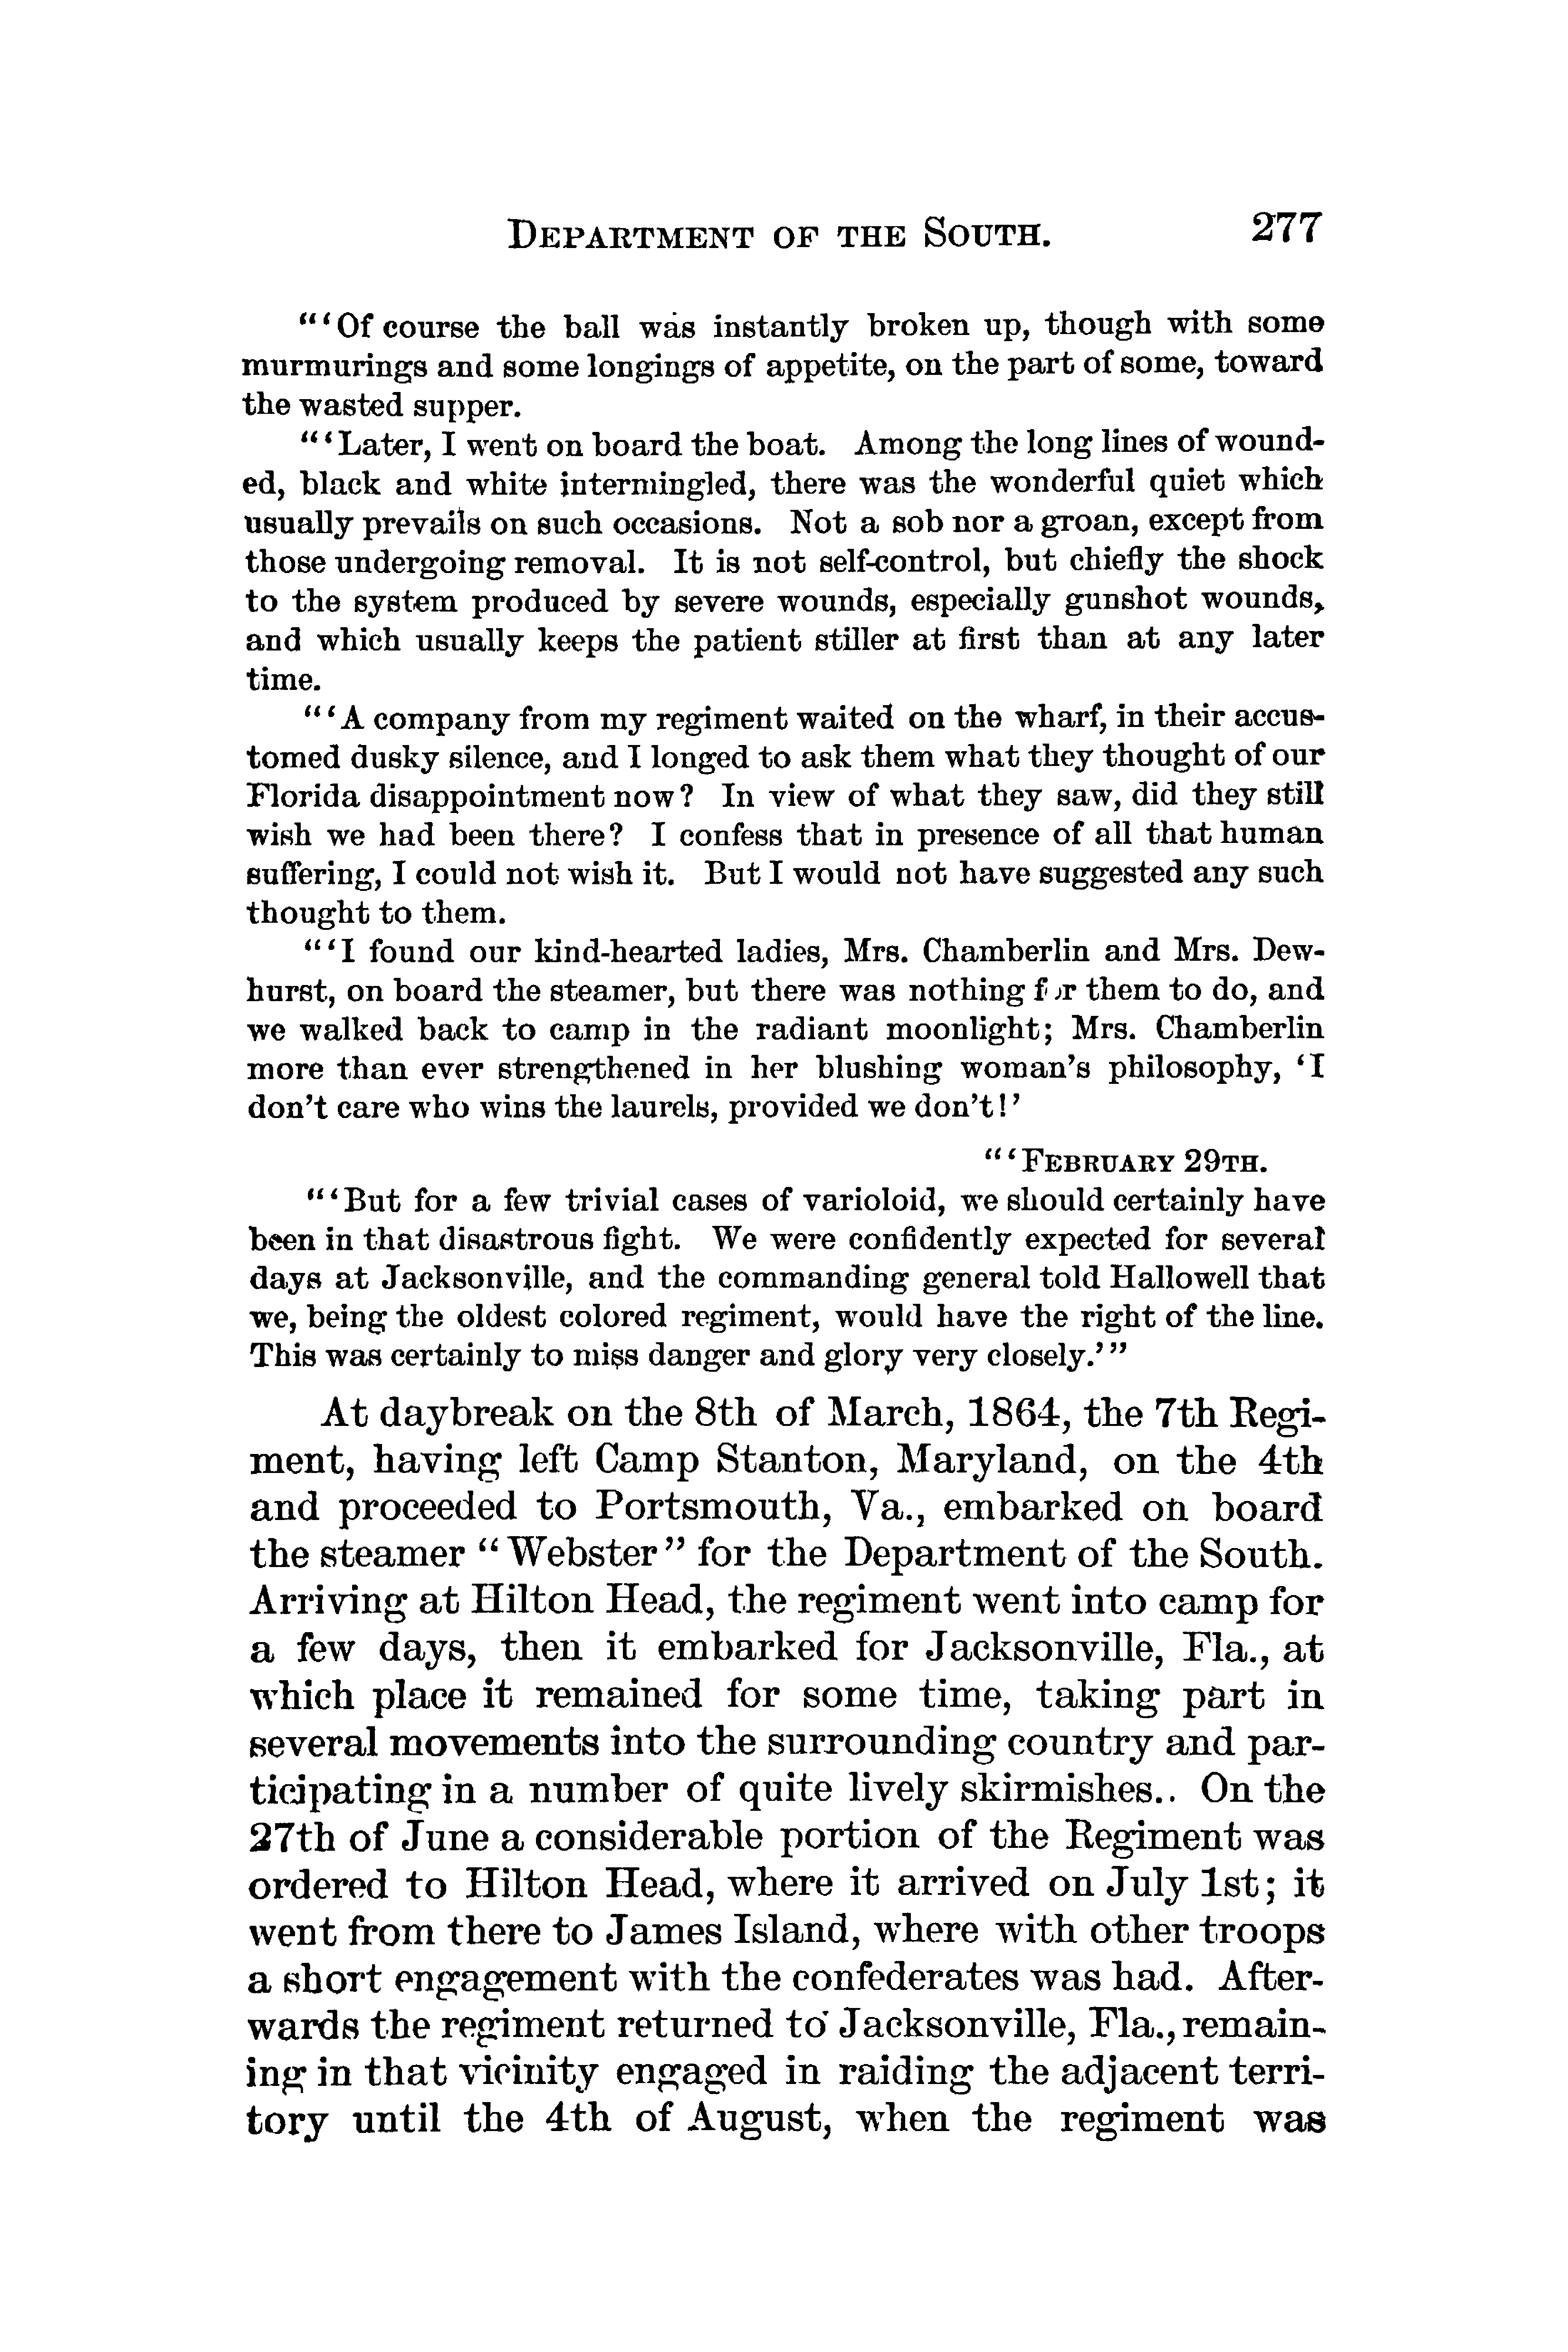 DEPARTMENT OF THE SOUTH. 277
"'Of course the ball was instantly broken up, though with some
murmurings and some longings of appetite, on the part of some, toward
the wasted supper.
"'Later, I went on board the boat. Among the long lines of wound-
ed, black and white intermingled, there was the wonderful quiet which
usually prevails on such occasions. Not a sob nor a groan, except from
those undergoing removal. It is not self-control, but chiefly the shock
to the system produced by severe wounds, especially gunshot wounds,
and which usually keeps the patient stiller at first than at any later
time.
"'A company from my regiment waited on the wharf, in their accus-
tomed dusky silence, and I longed to ask them what they thought of our
Florida disappointment now? In view of what they saw, did they still
wish we had been there? I confess that in presence of all that human
suffering, I could not wish it. But I would not have suggested any such
thought to them.
"'I found our kind-hearted ladies, Mrs. Chamberlin and Mrs. Dew-
hurst, on board the steamer, but there was nothing for them to do, and
we walked back to camp in the radiant moonlight; Mrs. Chamberlin
more than ever strengthened in her blushing woman's philosophy, 'I
don't care who wins the laurels, provided we don't!'
"'FEBRUARY 29TH.
"'But for a few trivial cases of varioloid, we should certainly have
been in that disastrous fight. We were confidently expected for several
days at Jacksonville, and the commanding general told Hallowell that
we, being the oldest colored regiment, would have the right of the line.
This was certainly to miss danger and glory very closely.'"
At daybreak on the 8th of March, 1864, the 7th Regi-
ment, having left Camp Stanton, Maryland, on the 4th
and proceeded to Portsmouth, Va., embarked on board
the steamer "Webster" for the Department of the South.
Arriving at Hilton Head, the regiment went into camp for
a few days, then it embarked for Jacksonville, Fla., at
which place it remained for some time, taking part in
several movements into the surrounding country and par-
ticipating in a number of quite lively skirmishes.. On the
27th of June a considerable portion of the Regiment was
ordered to Hilton Head, where it arrived on July 1st; it
went from there to James Island, where with other troops
a short engagement with the confederates was had. After-
wards the regiment returned to Jacksonville, Fla., remain-
ing in that vicinity engaged in raiding the adjacent terri-
tory until the 4th of August, when the regiment was